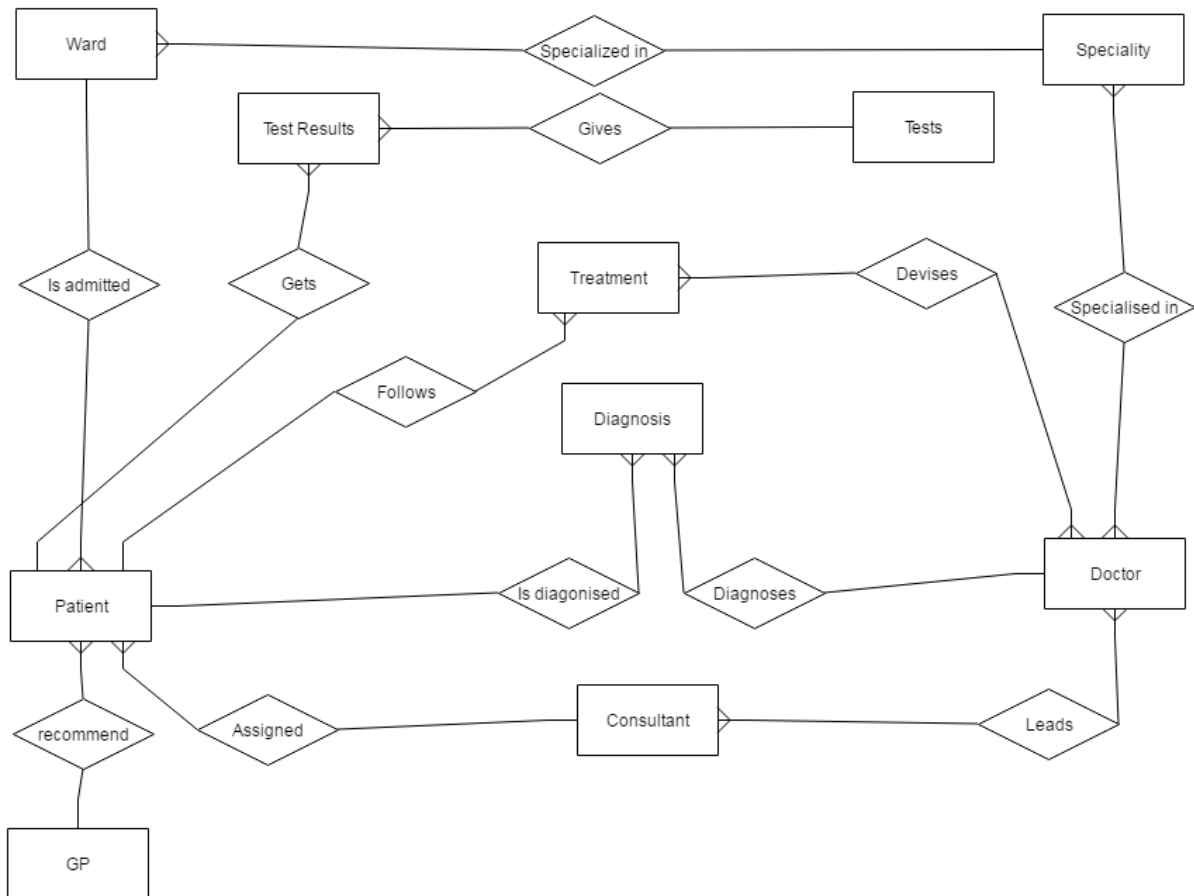 Ward
Specialized in
Speciality
Test Results
Gives
Tests
Is admitted
Gets
Treatment
Devises
Specialised in
Follows
Diagnosis
Patient
Is diagonised
Diagnoses
Doctor
recommend
Assigned
Consultant
Leads
GP